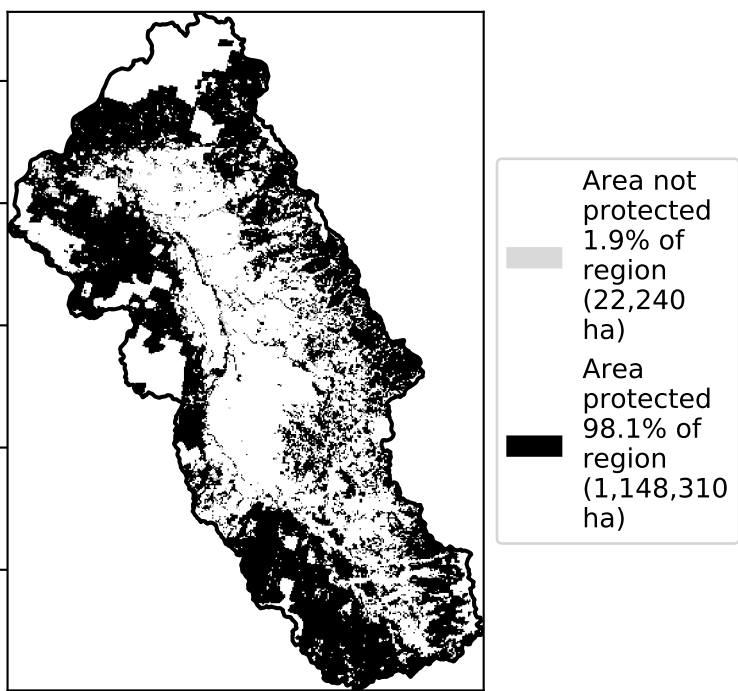 Area not
protected
1.9% of
region
(22,240
ha)
Area
protected
98.1% of
region
(1,148,310
ha)